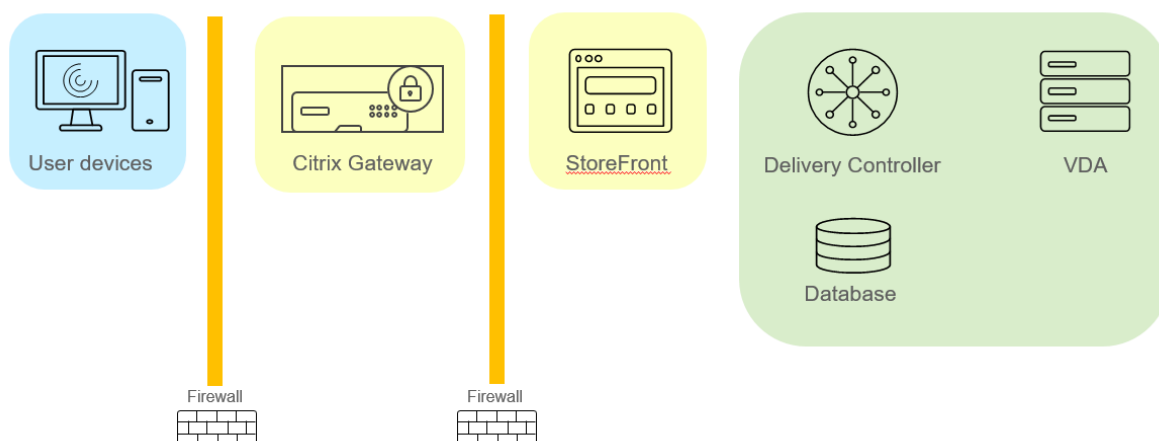 User devices
Citrix Gateway
StoreFront
Delivery Controller
VDA
Database
Firewall
Firewall